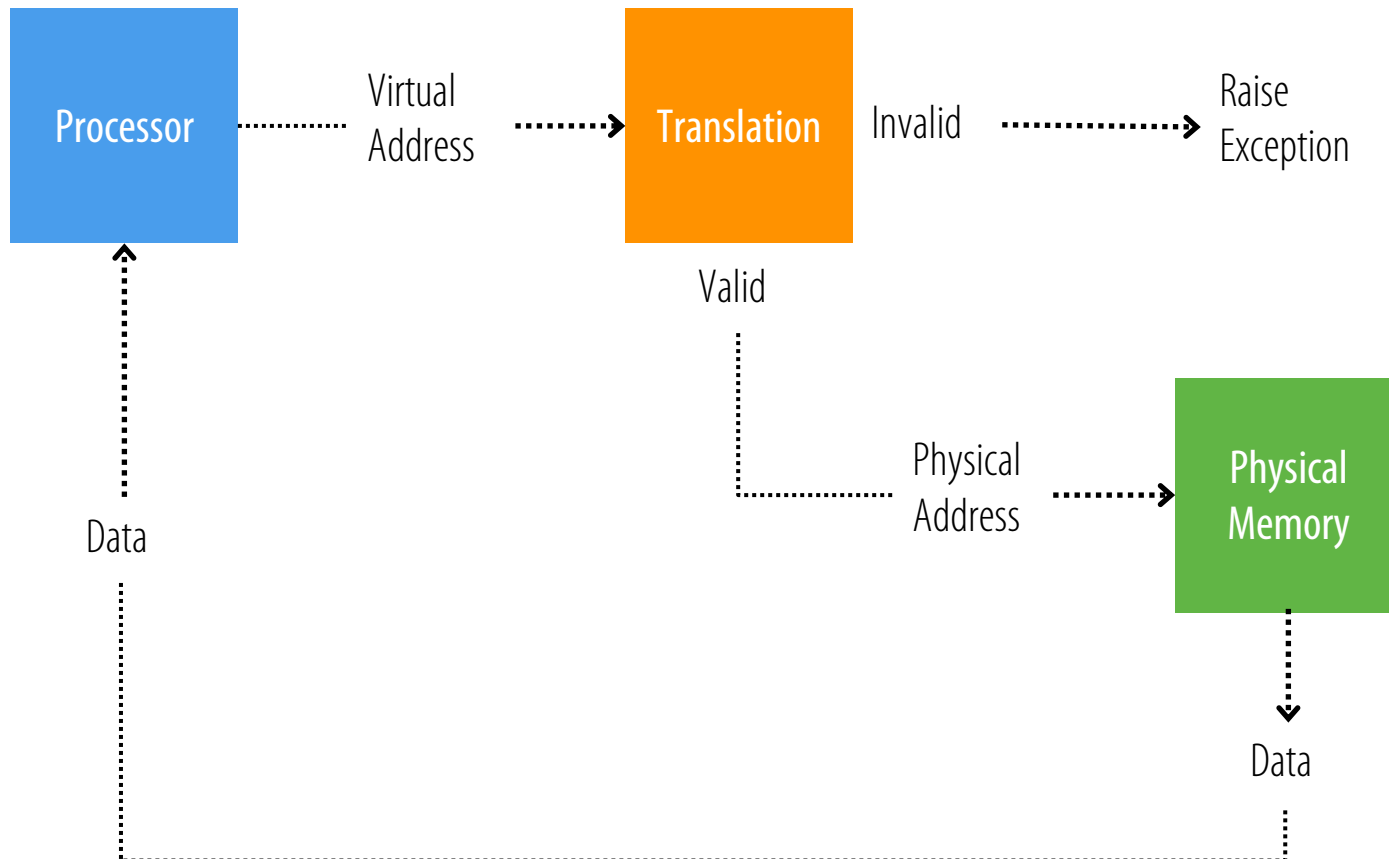 Processor
Virtual
Address
Translation
Invalid
Raise
Exception
Valid
Physical
Address
Physical
Memory
Data
Data